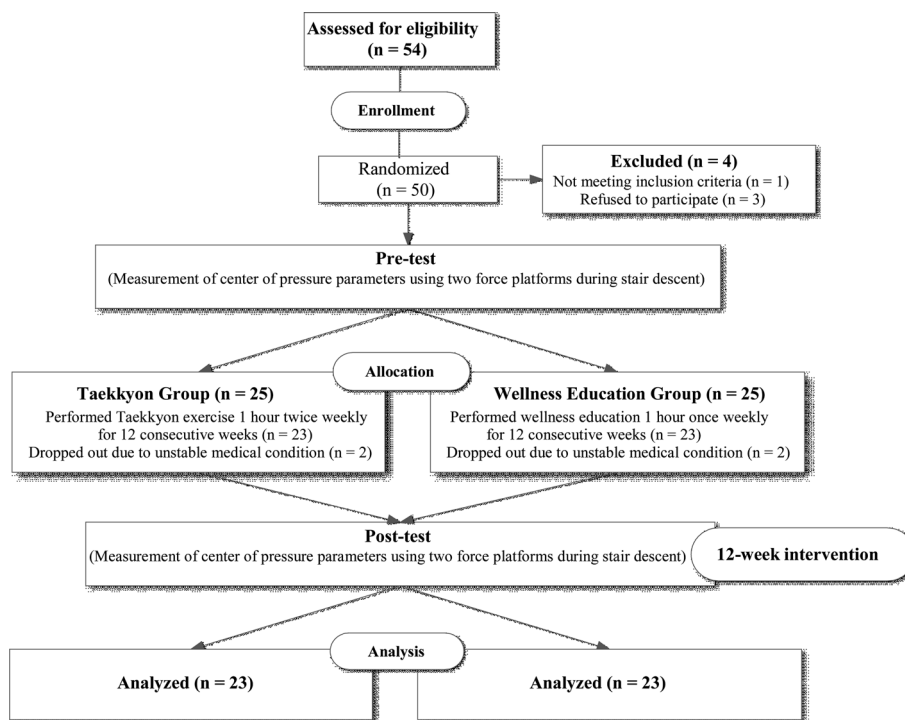 Assessed for eligibility
(n = 54)
Enrollment
Randomized
(n = 50)
Excluded (n = 4)
Not meeting inclusion criteria (n = 1)
Refused to participate (n = 3)
Pre-test
(Measurement of center of pressure parameters using two force platforms during stair descent)
Allocation
Taekkyon Group (n = 25)
Performed Taekkyon exercise 1 hour twice weekly
for 12 consecutive weeks (n = 23)
Dropped out due to unstable medical condition (n = 2)
Wellness Education Group (n = 25)
Performed wellness education 1 hour once weekly
for 12 consecutive weeks (n = 23)
Dropped out due to unstable medical condition (n = 2)
Post-test
(Measurement of center of pressure parameters using two force platforms during stair descent)
12-week intervention
Analysis
Analyzed (n = 23)
Analyzed (n = 23)